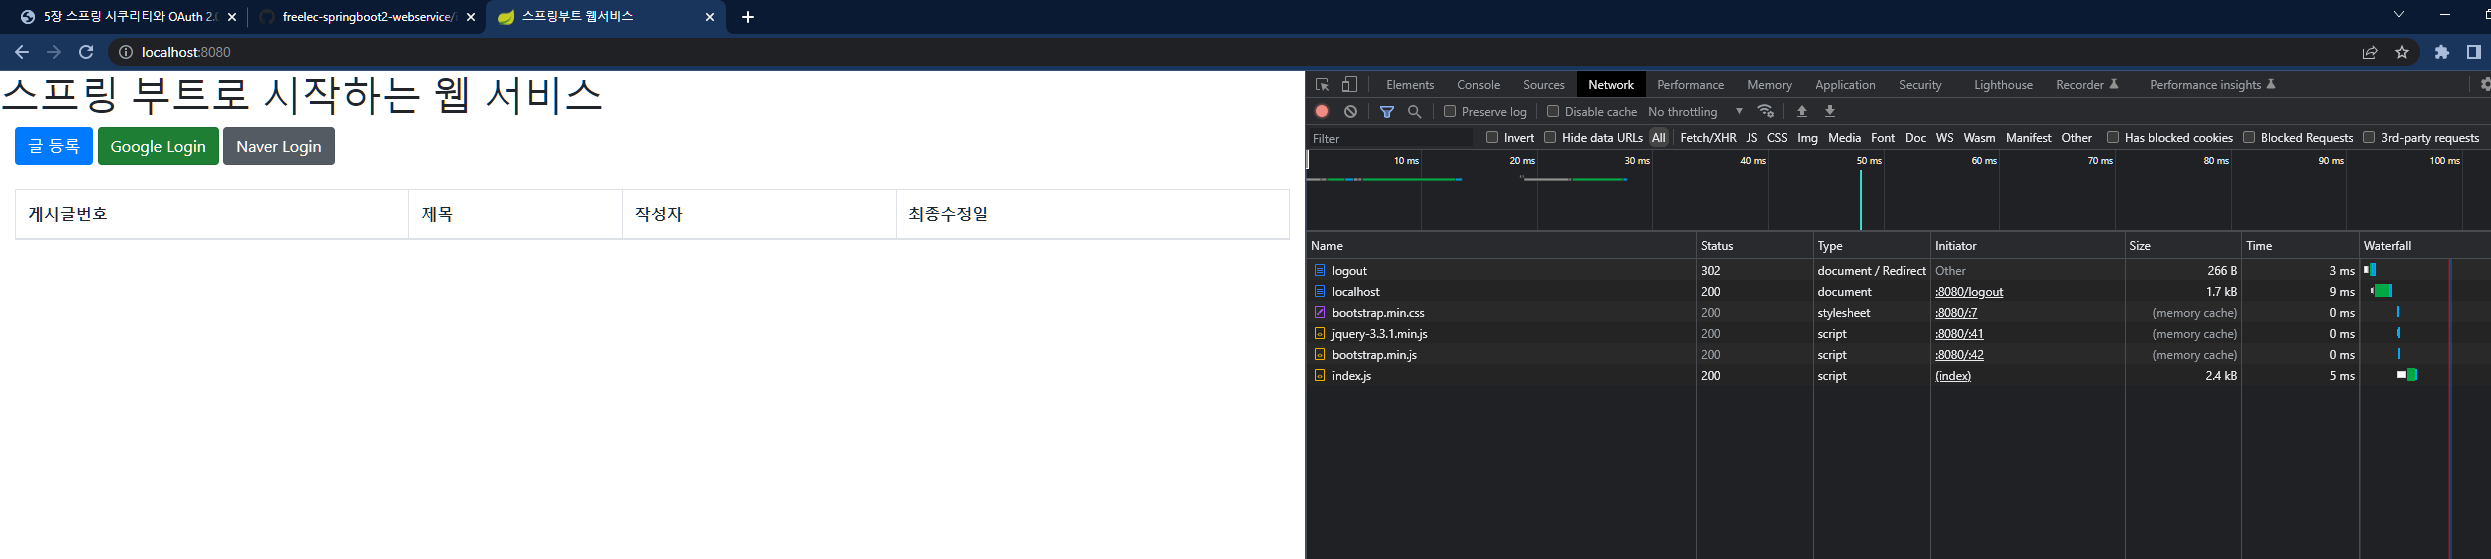 5장 스프링 시큐리티와 OAuth 2.0
freelec-springboot2-webservice/i
스프링부트 웹서비스
localhost:8080
스프링 부트로 시작하는 웹 서비스
글 등록 Google Login Naver Login
게시글번호 제목 작성자 최종수정일
Elements Console Sources Network Performance Memory Application Security Lighthouse Recorder Performance insights
Preserve log Disable cache No throttling
Filter Invert Hide data URLs All Fetch/XHR JS CSS Img Media Font Doc WS Wasm Manifest Other Has blocked cookies Blocked Requests 3rd-party requests
10 ms 20 ms 30 ms 40 ms 50 ms 60 ms 70 ms 80 ms 90 ms 100 ms
Name Status Type Initiator Size Time Waterfall
logout 302 document / Redirect Other 266 B 3 ms
localhost 200 document :8080/logout 1.7 kB 9 ms
bootstrap.min.css 200 stylesheet :8080/:7 (memory cache) 0 ms
jquery-3.3.1.min.js 200 script :8080/:41 (memory cache) 0 ms
bootstrap.min.js 200 script :8080/:42 (memory cache) 0 ms
index.js 200 script (index) 2.4 kB 5 ms